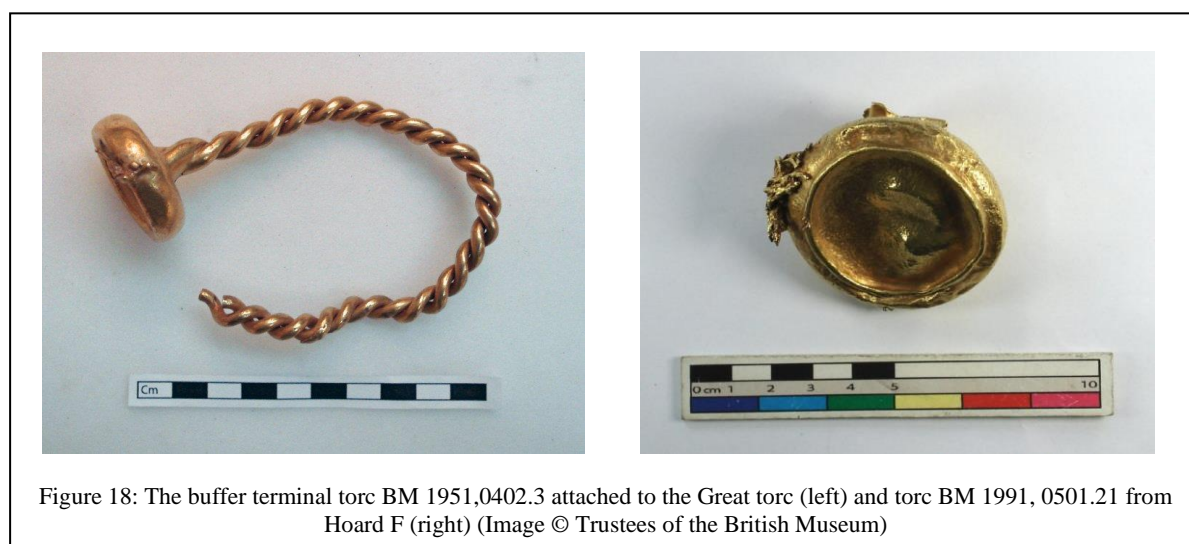 Cm
0 cm 1 2 3 4 5 10
Figure 18: The buffer terminal torc BM 1951,0402.3 attached to the Great torc (left) and torc BM 1991, 0501.21 from
Hoard F (right) (Image © Trustees of the British Museum)